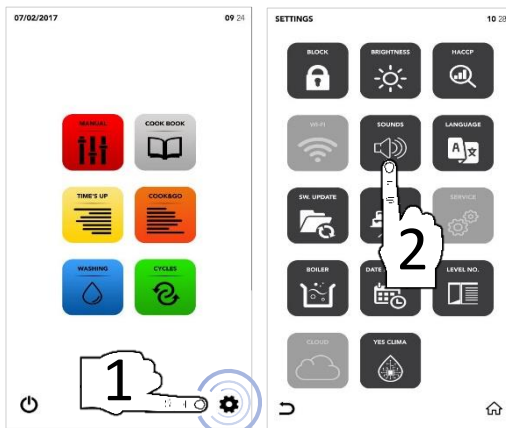 07/02/2017 09 24
MANUAL COOK BOOK
TIME'S UP COOK&GO
WASHING CYCLES
1
SETTINGS 10 28
BLOCK BRIGHTNESS HACCP
WI-FI SOUNDS LANGUAGE
A
SW. UPDATE SERVICE
2
BOILER DATE LEVEL NO.
CLOUD YES CLIMA